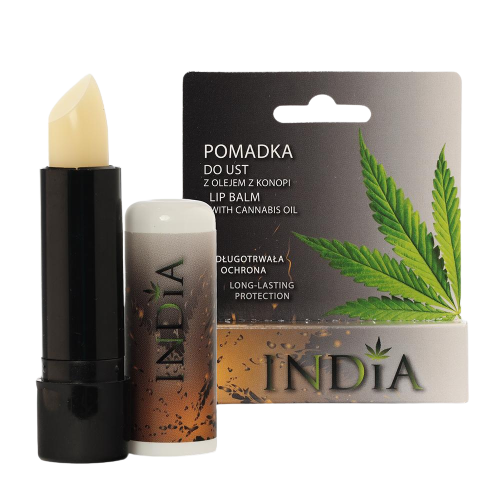 POMADKA
DO UST
Z OLEJEM Z KONOPI
LIP BALM
WITH CANNABIS OIL
DŁUGOTRWAŁA
OCHRONA
LONG-LASTING
PROTECTION
INDIA
INDIA